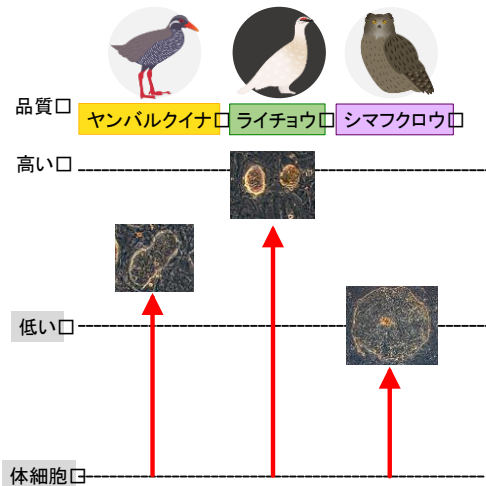 品質
ヤンバルクイナ
ライチョウ
シマフクロウ
高い
低い
体細胞